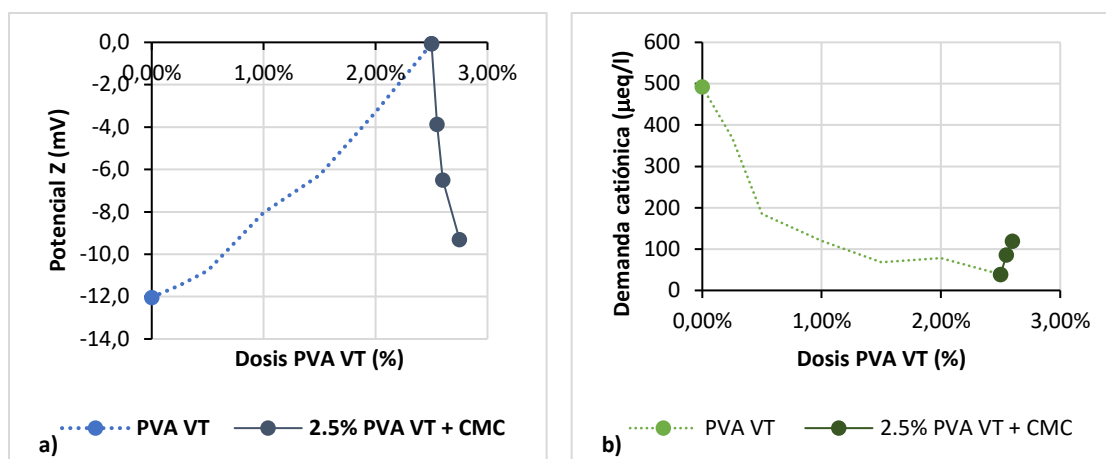 0,0
-2,0
-4,0
-6,0
-8,0
-10,0
-12,0
-14,0
0,00% 1,00% 2,00% 3,00%
Potencial Z (mV)
Dosis PVA VT (%)
PVA VT 2.5% PVA VT + CMC
a)
600
500
400
300
200
100
0
0,00% 1,00% 2,00% 3,00%
Demanda catiónica (μeq/l)
Dosis PVA VT (%)
PVA VT 2.5% PVA VT + CMC
b)